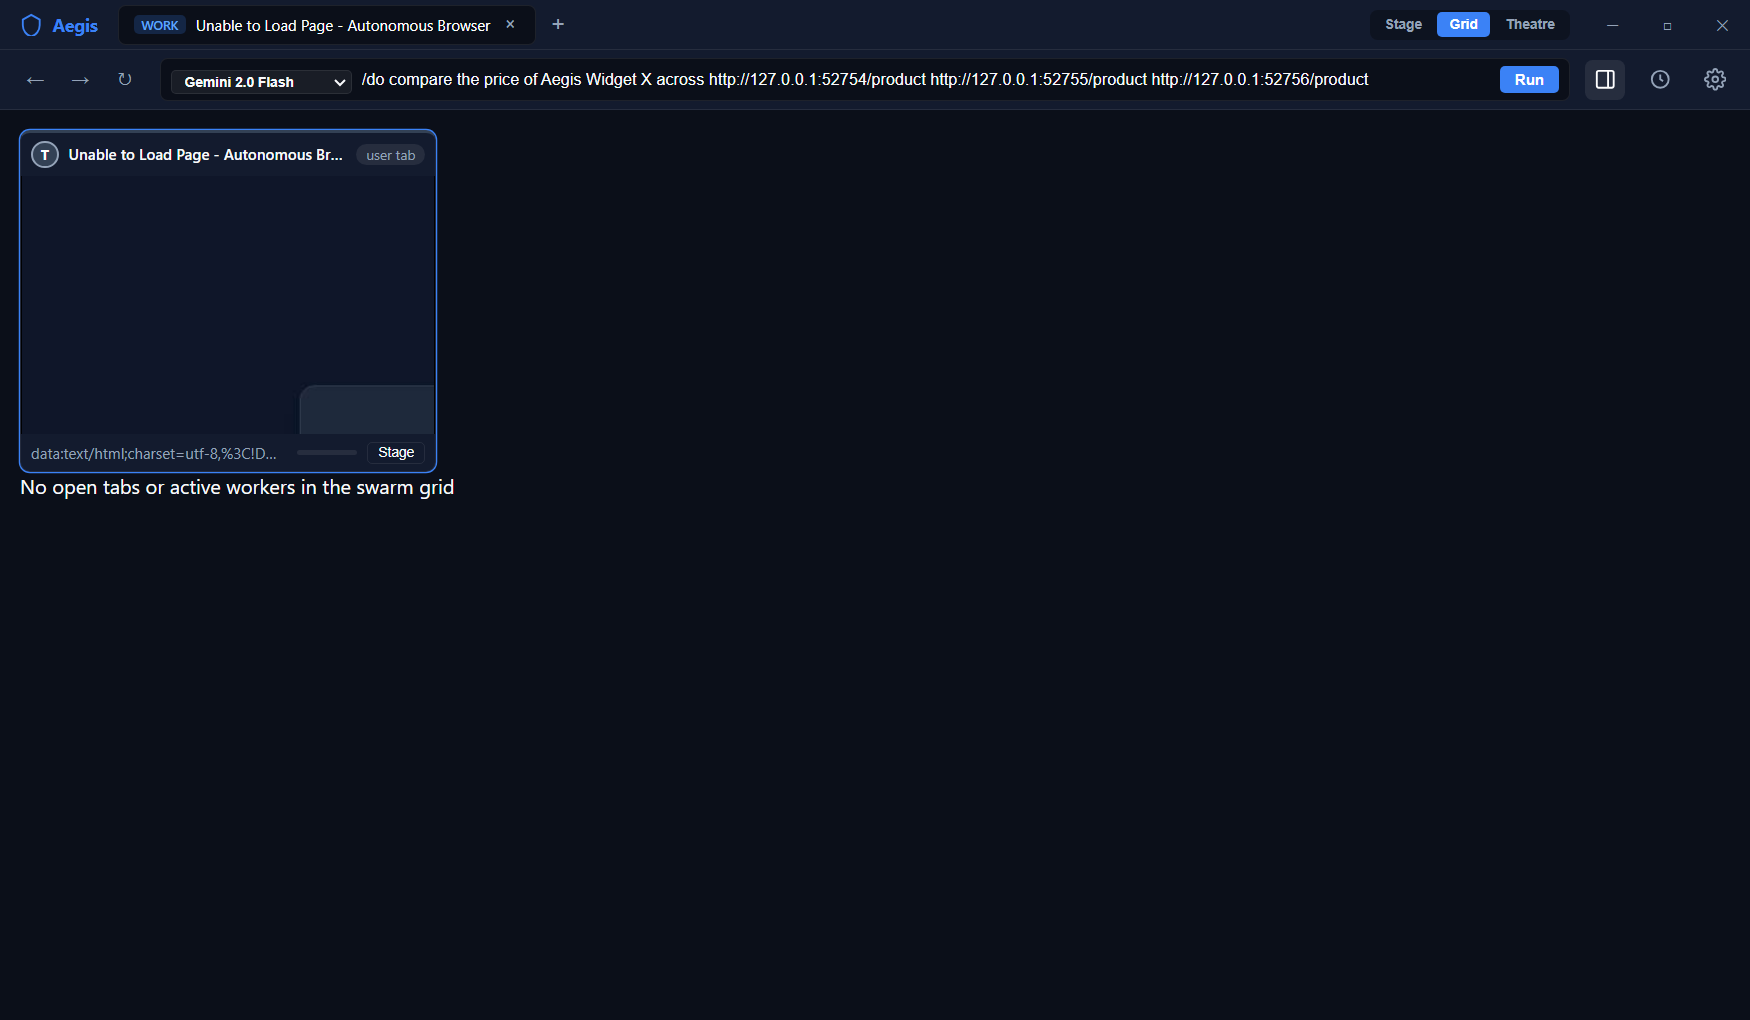 Aegis
WORK Unable to Load Page - Autonomous Browser × +
Stage Grid Theatre
Gemini 2.0 Flash /do compare the price of Aegis Widget X across http://127.0.0.1:52754/product http://127.0.0.1:52755/product http://127.0.0.1:52756/product Run
T Unable to Load Page - Autonomous Br... user tab
data:text/html;charset=utf-8,%3C!D... Stage
No open tabs or active workers in the swarm grid